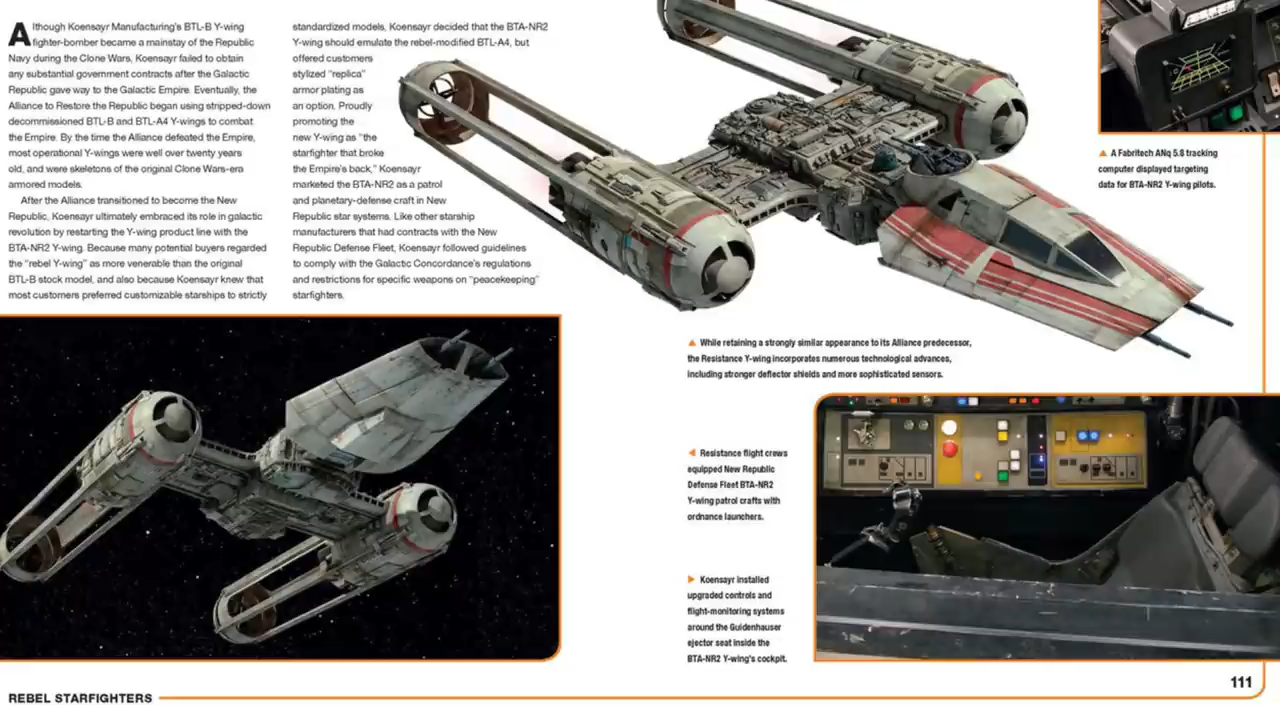 Although Koensayr Manufacturing's BTL-B Y-wing
fighter-bomber became a mainstay of the Republic
Navy during the Clone Wars, Koensayr failed to obtain
any substantial government contracts after the Galactic
Republic gave way to the Galactic Empire. Eventually, the
Alliance to Restore the Republic began using stripped-down
decommissioned BTL-B and BTL-A4 Y-wings to combat
the Empire. By the time the Alliance defeated the Empire,
most operational Y-wings were well over twenty years
old, and were skeletons of the original Clone Wars-era
armored models.
After the Alliance transitioned to become the New
Republic, Koensayr ultimately embraced its role in galactic
revolution by restarting the Y-wing product line with the
BTA-NR2 Y-wing. Because many potential buyers regarded
the "rebel Y-wing" as more venerable than the original
BTL-B stock model, and also because Koensayr knew that
most customers preferred customizable starships to strictly
standardized models, Koensayr decided that the BTA-NR2
Y-wing should emulate the rebel-modified BTL-A4, but
offered customers
stylized "replica"
armor plating as
an option. Proudly
promoting the
new Y-wing as "the
starfighter that broke
the Empire's back," Koensayr
marketed the BTA-NR2 as a patrol
and planetary-defense craft in New
Republic star systems. Like other starship
manufacturers that had contracts with the New
Republic Defense Fleet, Koensayr followed guidelines
to comply with the Galactic Concordance's regulations
and restrictions for specific weapons on "peacekeeping"
starfighters.
A Fabritech ANq 5.8 tracking
computer displayed targeting
data for BTA-NR2 Y-wing pilots.
While retaining a strongly similar appearance to its Alliance predecessor,
the Resistance Y-wing incorporates numerous technological advances,
including stronger deflector shields and more sophisticated sensors.
Resistance flight crews
equipped New Republic
Defense Fleet BTA-NR2
Y-wing patrol crafts with
ordnance launchers.
Koensayr installed
upgraded controls and
flight-monitoring systems
around the Guidenhauser
ejector seat inside the
BTA-NR2 Y-wing's cockpit.
REBEL STARFIGHTERS
111